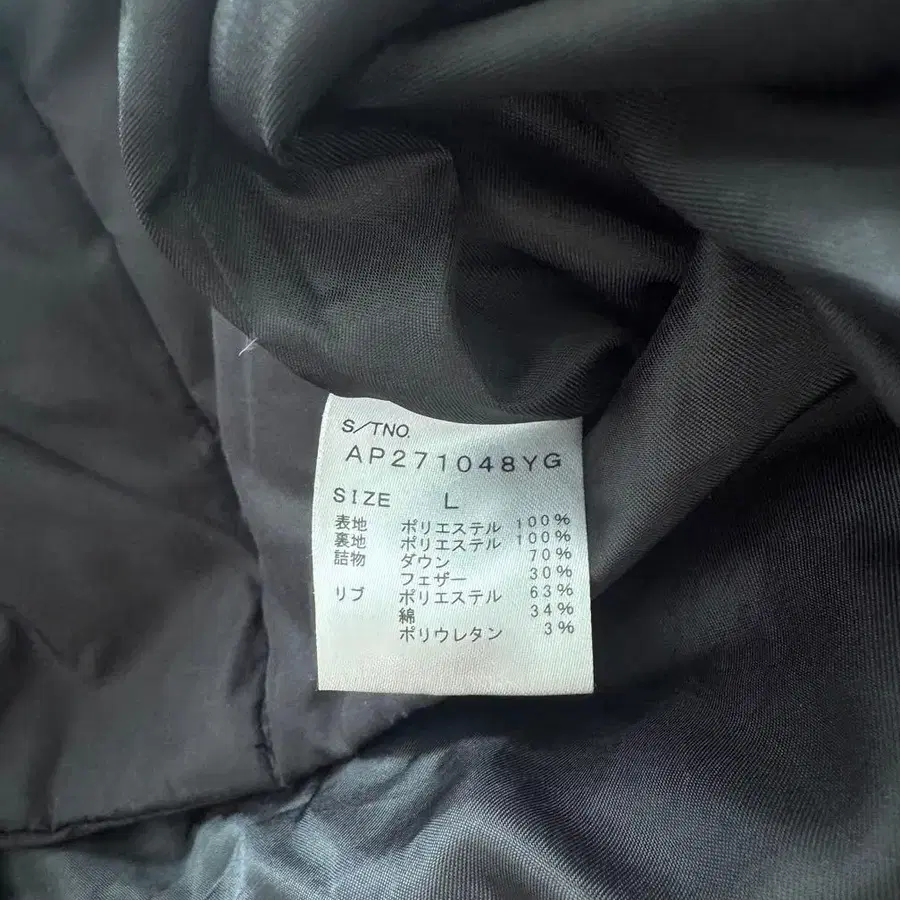 S/TNO.
AP271048YG
SIZE L
表地 ポリエステル 100%
裏地 ポリエステル 100%
詰物 ダウン 70%
フェザー 30%
リブ ポリエステル 63%
綿 34%
ポリウレタン 3%